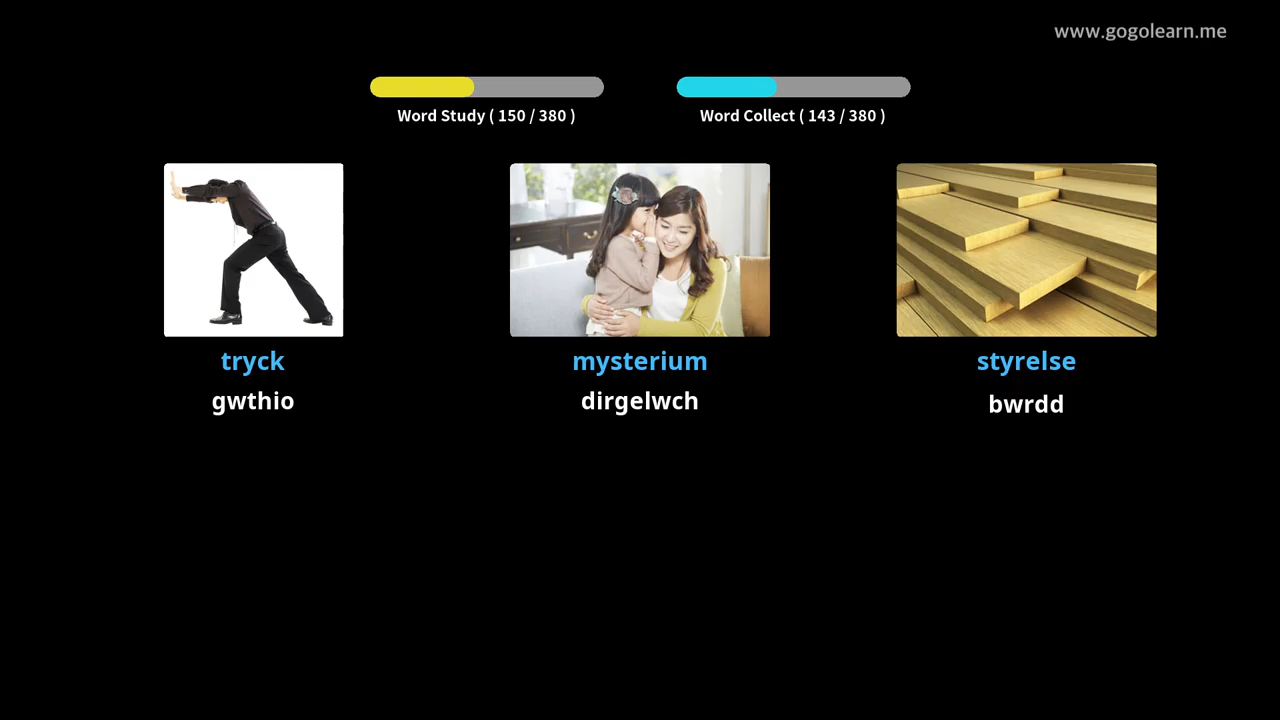 www.gogolearn.me
Word Study ( 150 / 380 )
Word Collect ( 143 / 380 )
tryck
gwthio
mysterium
dirgelwch
styrelse
bwrdd